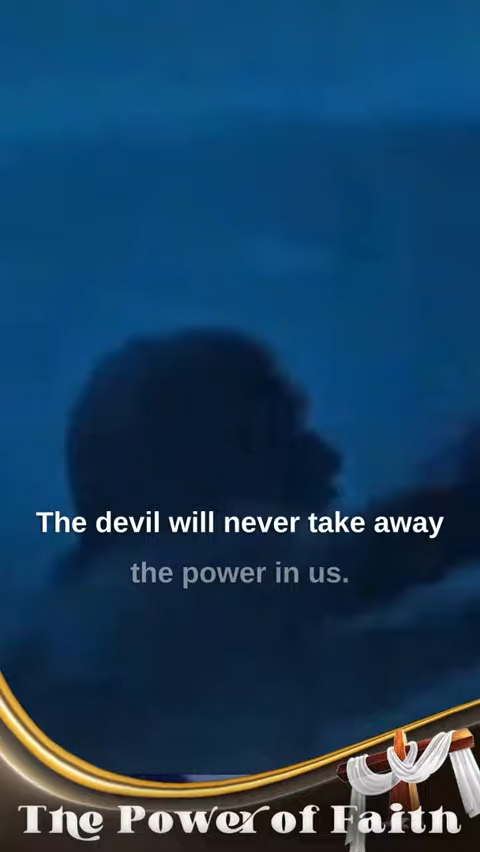 The devil will never take away
the power in us.
The Power of Faith